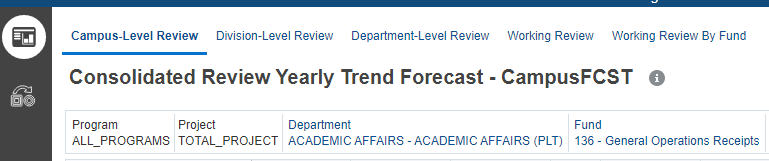 Campus-Level Review Division-Level Review Department-Level Review Working Review Working Review By Fund
Consolidated Review Yearly Trend Forecast - CampusFCST
Program Project Department Fund
ALL_PROGRAMS TOTAL_PROJECT ACADEMIC AFFAIRS - ACADEMIC AFFAIRS (PLT) 136 - General Operations Receipts